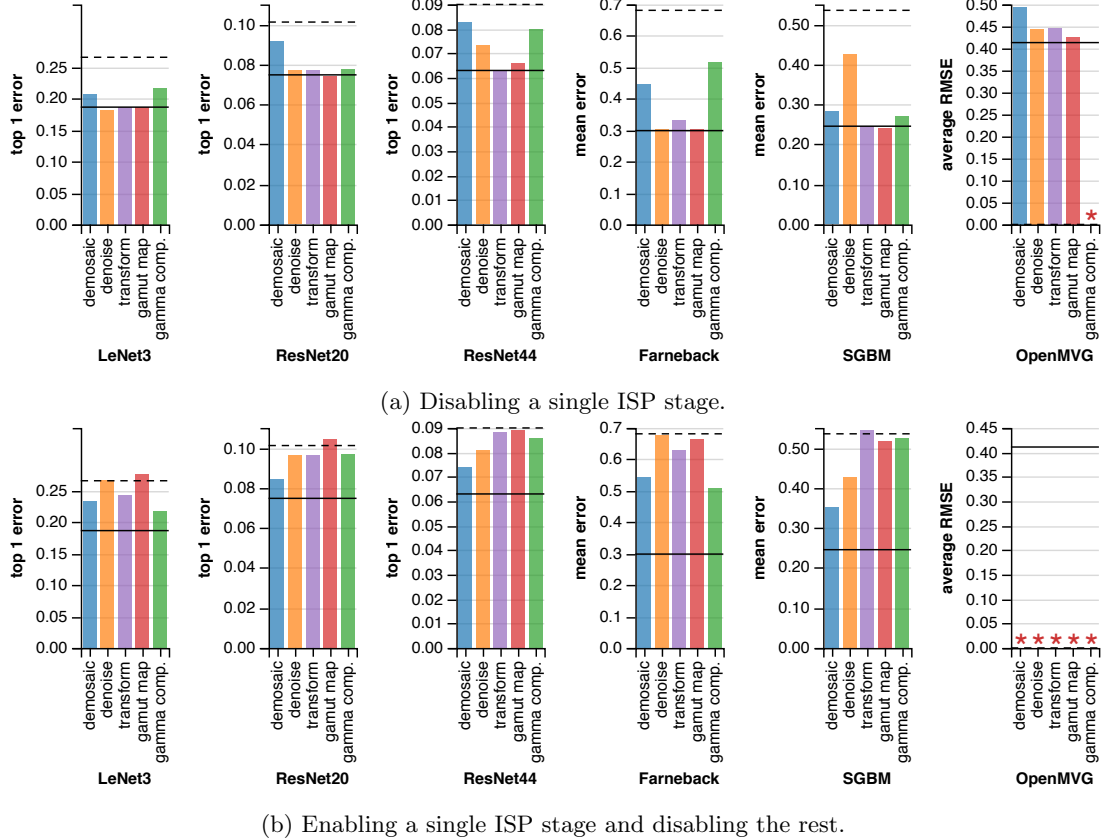 top 1 error
0.25
0.20
0.15
0.10
0.05
0.00
demosaic
denoise
transform
gamut map
gamma comp.
LeNet3
top 1 error
0.10
0.08
0.06
0.04
0.02
0.00
demosaic
denoise
transform
gamut map
gamma comp.
ResNet20
top 1 error
0.09
0.08
0.07
0.06
0.05
0.04
0.03
0.02
0.01
0.00
demosaic
denoise
transform
gamut map
gamma comp.
ResNet44
mean error
0.7
0.6
0.5
0.4
0.3
0.2
0.1
0.0
demosaic
denoise
transform
gamut map
gamma comp.
Farneback
mean error
0.50
0.40
0.30
0.20
0.10
0.00
demosaic
denoise
transform
gamut map
gamma comp.
SGBM
average RMSE
0.50
0.45
0.40
0.35
0.30
0.25
0.20
0.15
0.10
0.05
0.00
*
demosaic
denoise
transform
gamut map
gamma comp.
OpenMVG
(a) Disabling a single ISP stage.
top 1 error
0.25
0.20
0.15
0.10
0.05
0.00
demosaic
denoise
transform
gamut map
gamma comp.
LeNet3
top 1 error
0.10
0.08
0.06
0.04
0.02
0.00
demosaic
denoise
transform
gamut map
gamma comp.
ResNet20
top 1 error
0.09
0.08
0.07
0.06
0.05
0.04
0.03
0.02
0.01
0.00
demosaic
denoise
transform
gamut map
gamma comp.
ResNet44
mean error
0.7
0.6
0.5
0.4
0.3
0.2
0.1
0.0
demosaic
denoise
transform
gamut map
gamma comp.
Farneback
mean error
0.50
0.40
0.30
0.20
0.10
0.00
demosaic
denoise
transform
gamut map
gamma comp.
SGBM
average RMSE
0.45
0.40
0.35
0.30
0.25
0.20
0.15
0.10
0.05
0.00
* * * * *
demosaic
denoise
transform
gamut map
gamma comp.
OpenMVG
(b) Enabling a single ISP stage and disabling the rest.